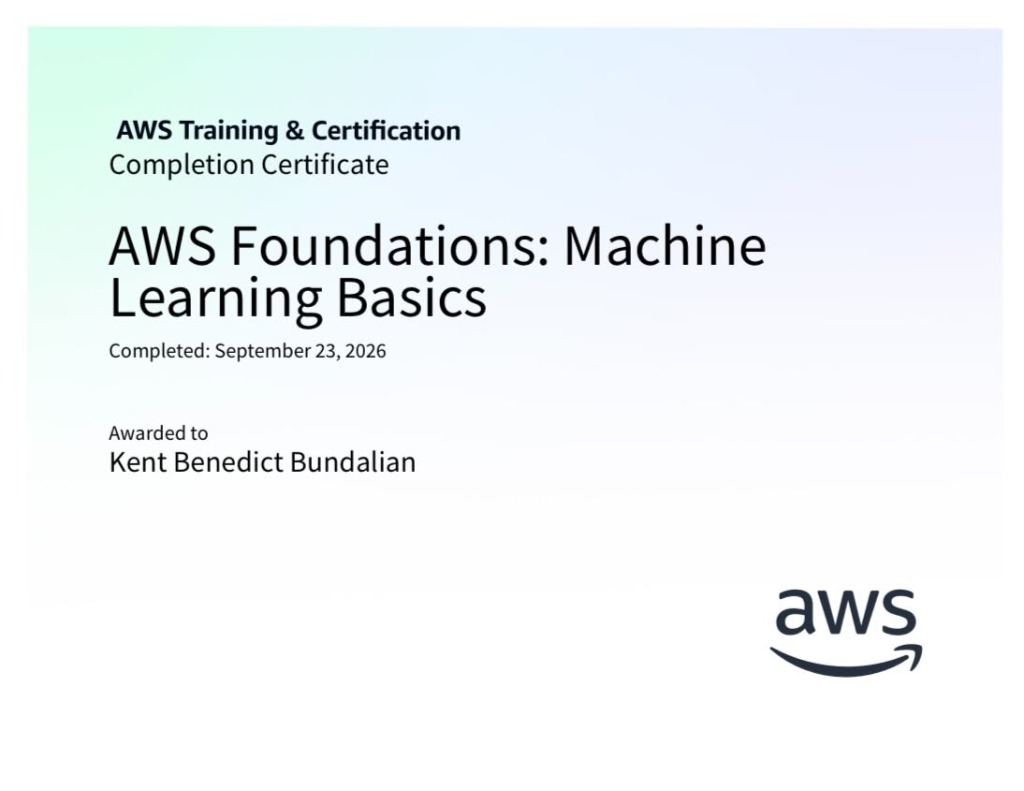 AWS Training & Certification
Completion Certificate
AWS Foundations: Machine
Learning Basics
Completed: September 23, 2026
Awarded to
Kent Benedict Bundalian
aws